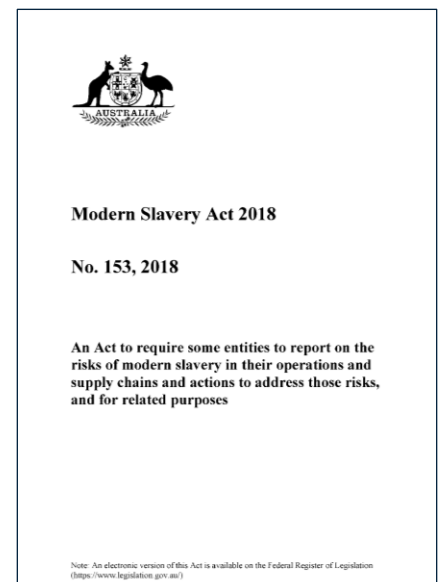 AUSTRALIA
Modern Slavery Act 2018
No. 153, 2018
An Act to require some entities to report on the
risks of modern slavery in their operations and
supply chains and actions to address those risks,
and for related purposes
Note: An electronic version of this Act is available on the Federal Register of Legislation
(https://www.legislation.gov.au/)